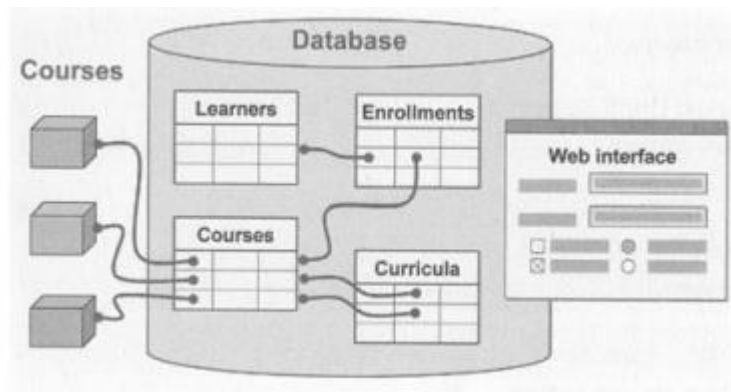 Database
Courses
Learners
Enrollments
Web interface
Courses
Curricula